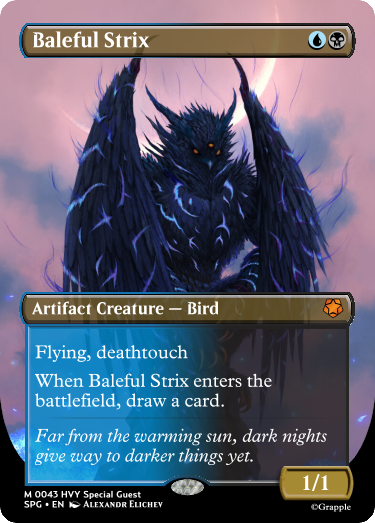 Baleful Strix
Artifact Creature — Bird
Flying, deathtouch
When Baleful Strix enters the
battlefield, draw a card.
Far from the warming sun, dark nights
give way to darker things yet.
1/1
M 0043 HVY Special Guest
SPG • EN Alexandr Elichev
©Grapple